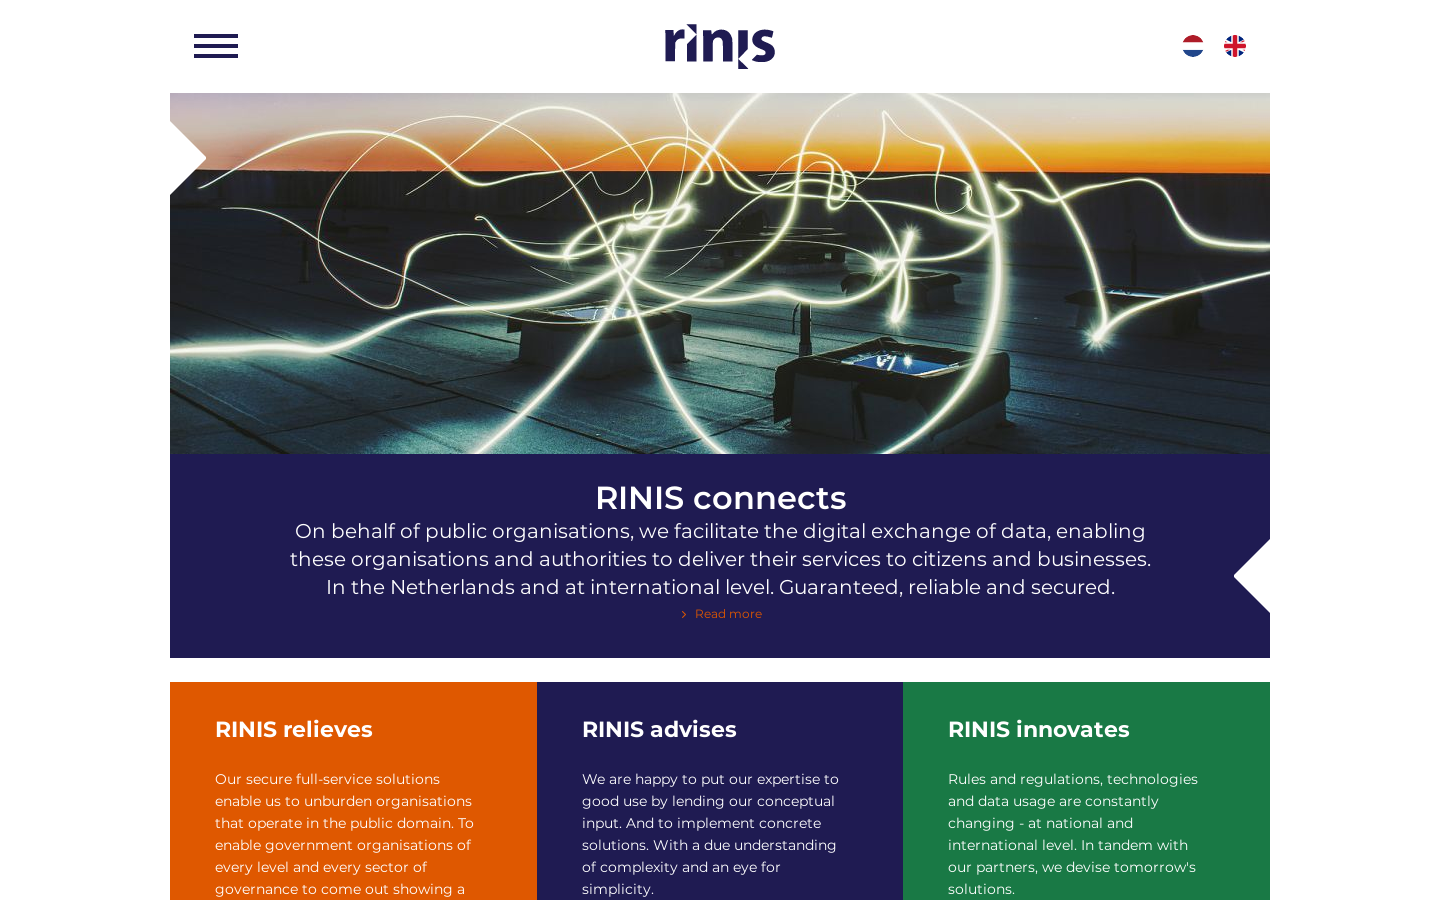 rinis
RINIS connects
On behalf of public organisations, we facilitate the digital exchange of data, enabling
these organisations and authorities to deliver their services to citizens and businesses.
In the Netherlands and at international level. Guaranteed, reliable and secured.
Read more
RINIS relieves
Our secure full-service solutions
enable us to unburden organisations
that operate in the public domain. To
enable government organisations of
every level and every sector of
governance to come out showing a
RINIS advises
We are happy to put our expertise to
good use by lending our conceptual
input. And to implement concrete
solutions. With a due understanding
of complexity and an eye for
simplicity.
RINIS innovates
Rules and regulations, technologies
and data usage are constantly
changing - at national and
international level. In tandem with
our partners, we devise tomorrow's
solutions.